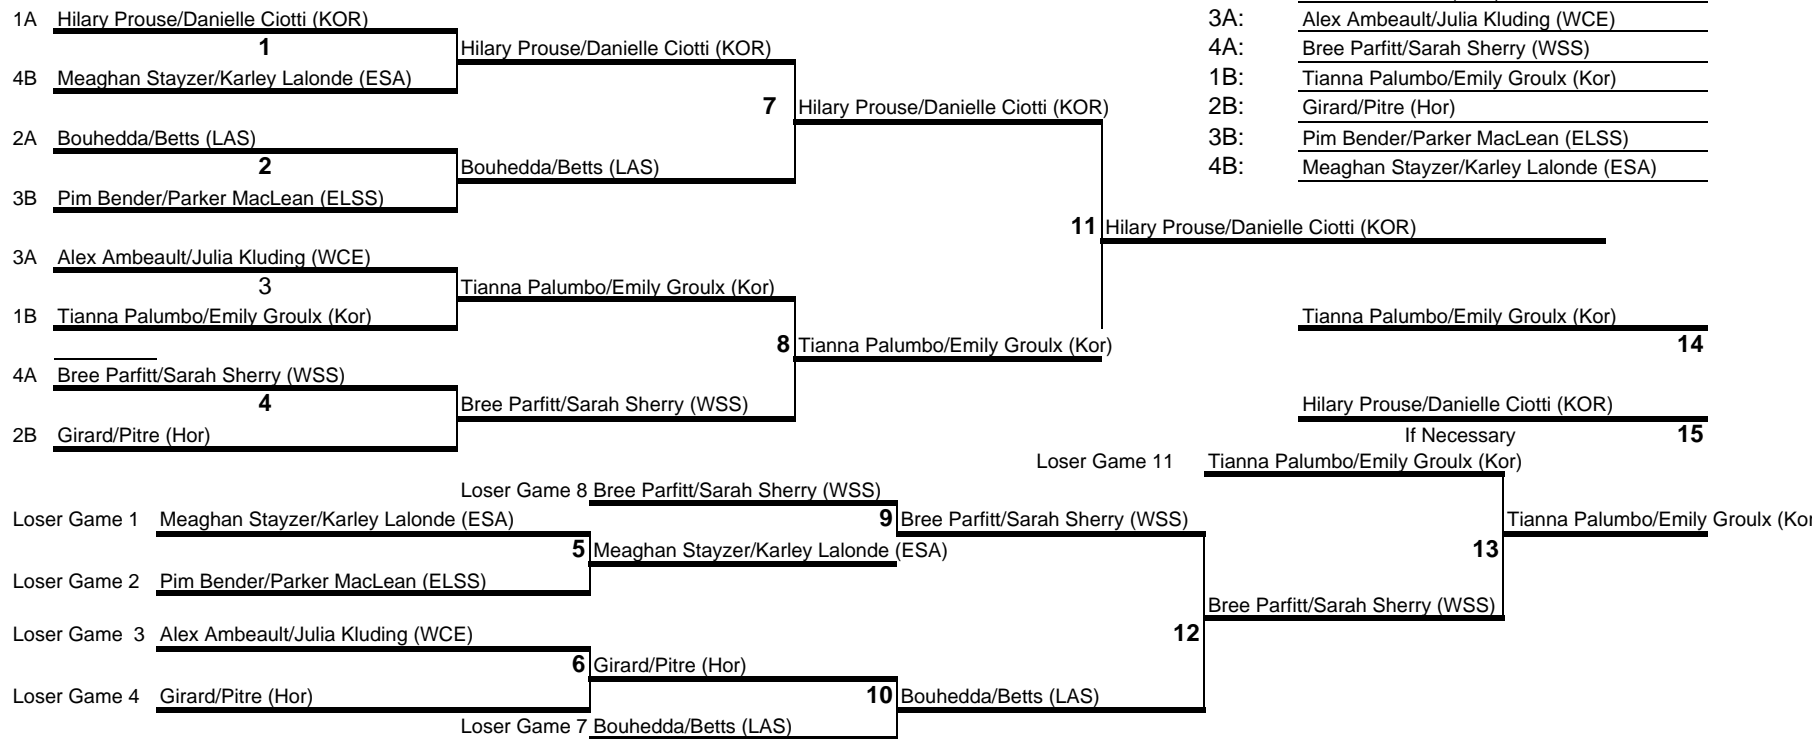 1A Hilary Prouse/Danielle Ciotti (KOR)
1
Hilary Prouse/Danielle Ciotti (KOR)
4B Meaghan Stayzer/Karley Lalonde (ESA)
7 Hilary Prouse/Danielle Ciotti (KOR)
2A Bouhedda/Betts (LAS)
2
Bouhedda/Betts (LAS)
3B Pim Bender/Parker MacLean (ELSS)
11 Hilary Prouse/Danielle Ciotti (KOR)
3A Alex Ambeault/Julia Kluding (WCE)
3
Tianna Palumbo/Emily Groulx (Kor)
1B Tianna Palumbo/Emily Groulx (Kor)
8 Tianna Palumbo/Emily Groulx (Kor)
4A Bree Parfitt/Sarah Sherry (WSS)
4
Bree Parfitt/Sarah Sherry (WSS)
2B Girard/Pitre (Hor)
3A: Alex Ambeault/Julia Kluding (WCE)
4A: Bree Parfitt/Sarah Sherry (WSS)
1B: Tianna Palumbo/Emily Groulx (Kor)
2B: Girard/Pitre (Hor)
3B: Pim Bender/Parker MacLean (ELSS)
4B: Meaghan Stayzer/Karley Lalonde (ESA)
Tianna Palumbo/Emily Groulx (Kor)
14
Hilary Prouse/Danielle Ciotti (KOR)
If Necessary 15
Loser Game 11 Tianna Palumbo/Emily Groulx (Kor)
Loser Game 8 Bree Parfitt/Sarah Sherry (WSS)
Loser Game 1 Meaghan Stayzer/Karley Lalonde (ESA)
9 Bree Parfitt/Sarah Sherry (WSS)
Tianna Palumbo/Emily Groulx (Kor
5 Meaghan Stayzer/Karley Lalonde (ESA)
13
Loser Game 2 Pim Bender/Parker MacLean (ELSS)
Bree Parfitt/Sarah Sherry (WSS)
Loser Game 3 Alex Ambeault/Julia Kluding (WCE)
12
6 Girard/Pitre (Hor)
Loser Game 4 Girard/Pitre (Hor)
10 Bouhedda/Betts (LAS)
Loser Game 7 Bouhedda/Betts (LAS)